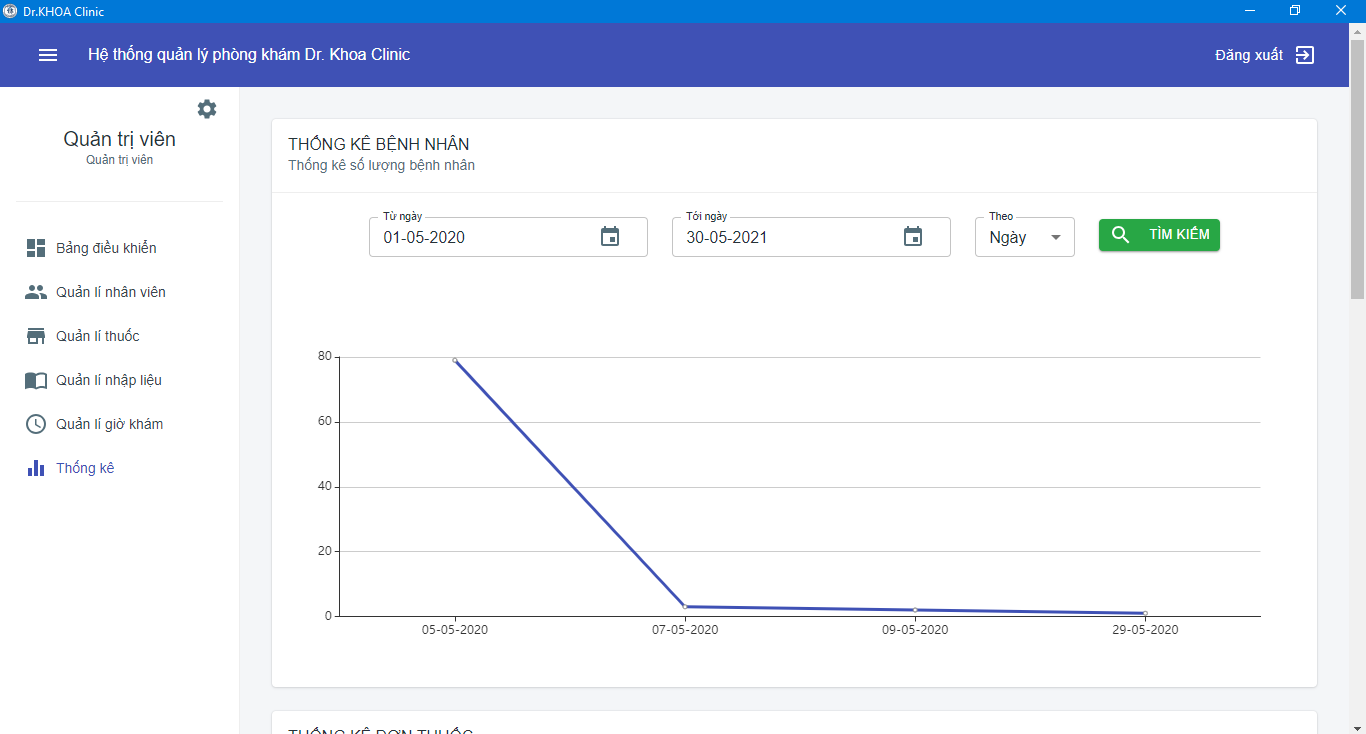 Dr.KHOA Clinic
Hệ thống quản lý phòng khám Dr. Khoa Clinic
Đăng xuất
Quản trị viên
Quản trị viên
Bảng điều khiển
Quản lí nhân viên
Quản lí thuốc
Quản lí nhập liệu
Quản lí giờ khám
Thống kê
THỐNG KÊ BỆNH NHÂN
Thống kê số lượng bệnh nhân
Từ ngày
01-05-2020
Tới ngày
30-05-2021
Theo
Ngày
TÌM KIẾM
80
60
40
20
0
05-05-2020
07-05-2020
09-05-2020
29-05-2020
THỐNG KÊ ĐƠN THUỐC